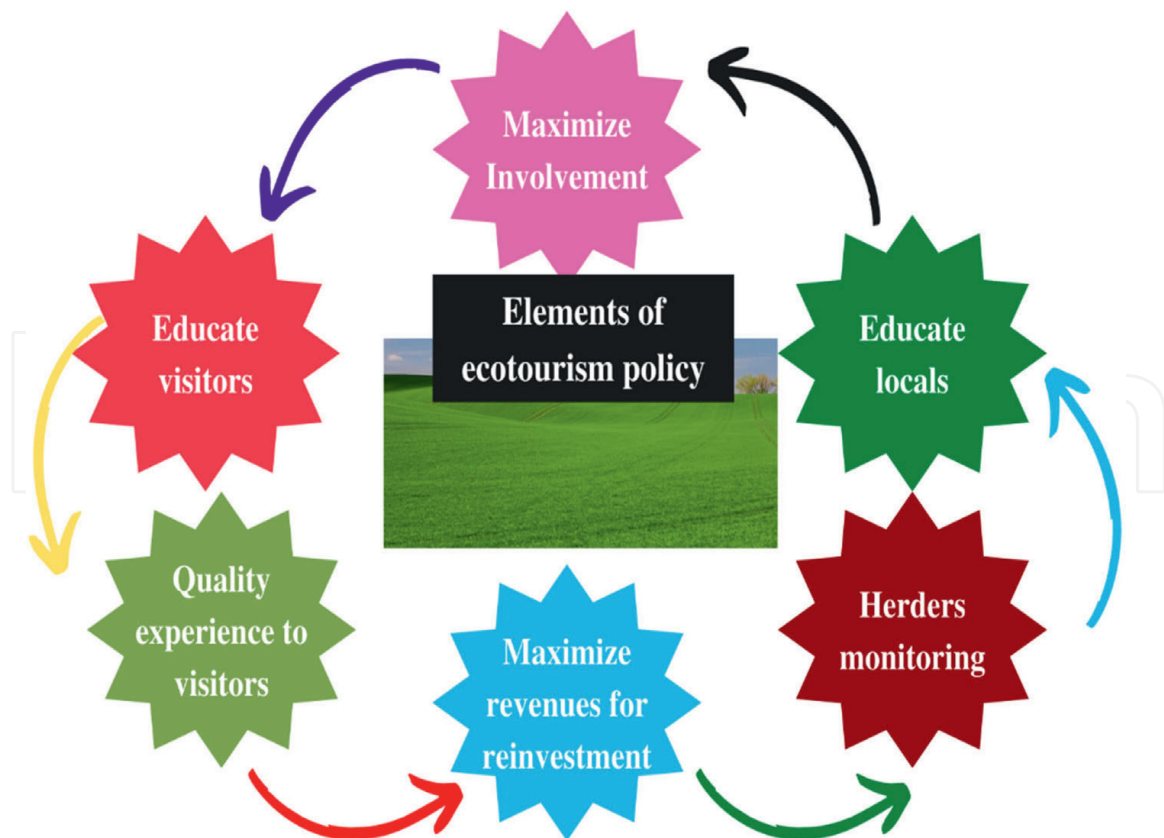 Maximize
Involvement
Elements of
ecotourism policy
Educate
visitors
Educate
locals
Quality
experience to
visitors
Maximize
revenues for
reinvestment
Herders
monitoring